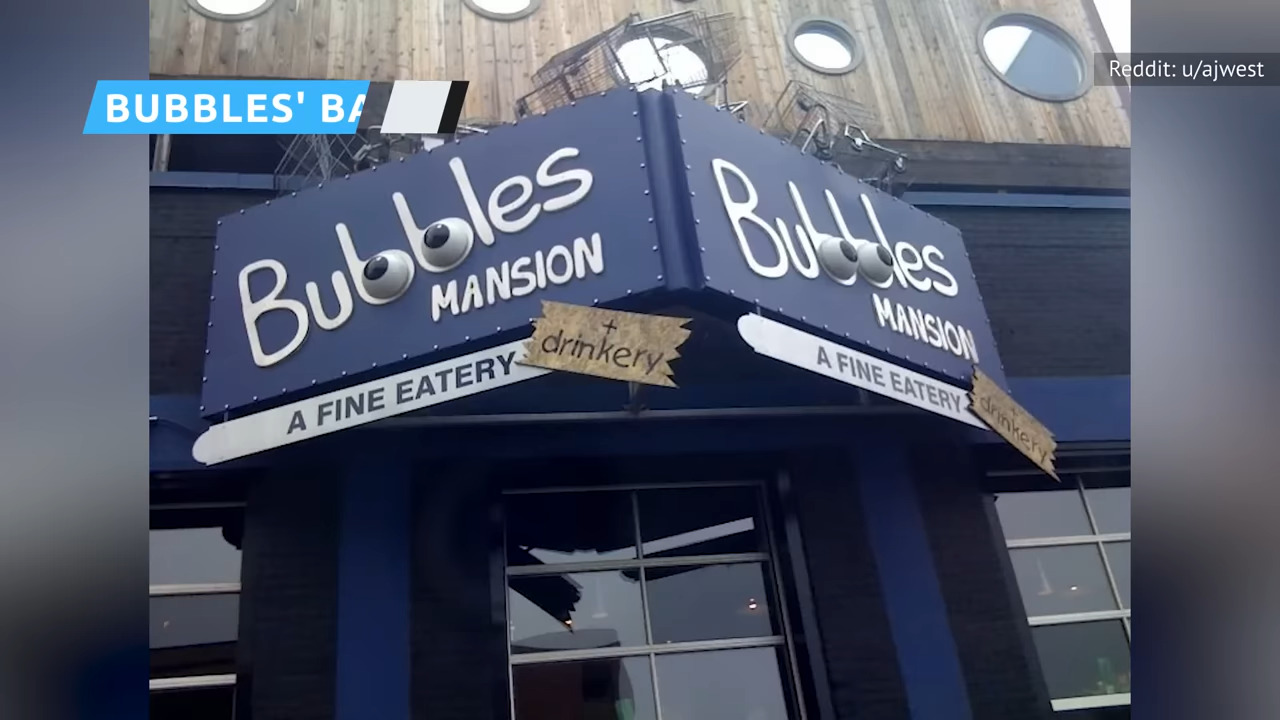 Reddit: u/ajwest
BUBBLES' BA
Bubbles
MANSION
A FINE EATERY
+
drinkery
Bubbles
MANSION
A FINE EATERY
+
drinkery